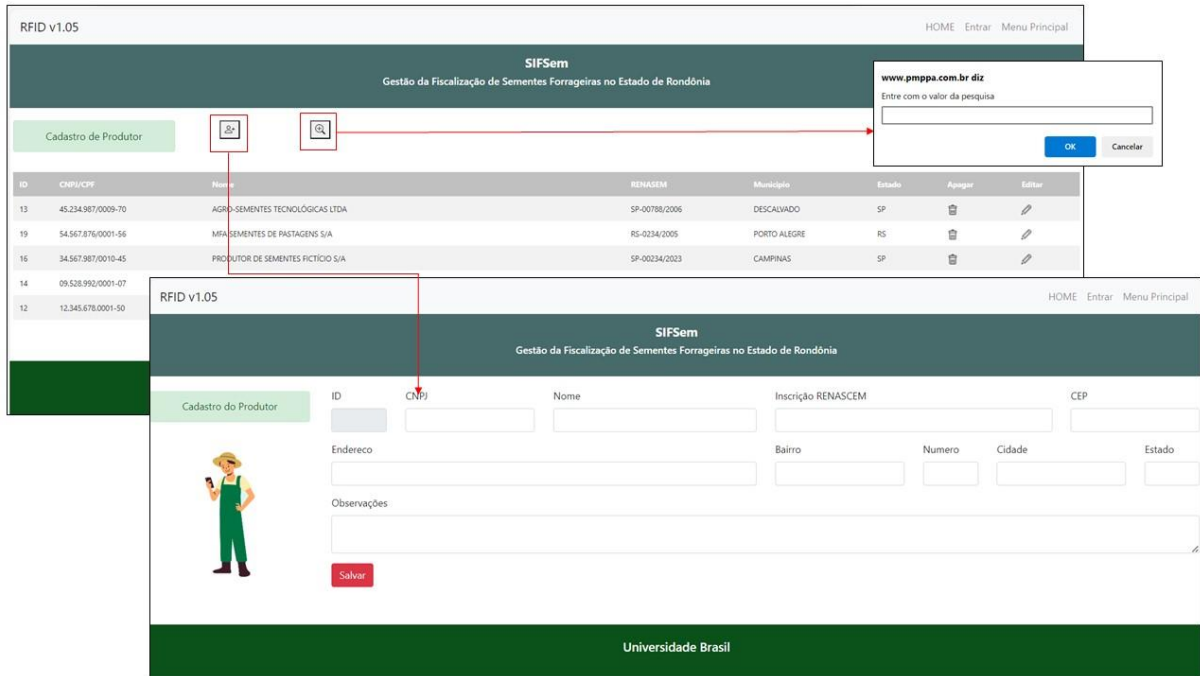 RFID v1.05
HOME Entrar Menu Principal
SIFSem
Gestão da Fiscalização de Sementes Forrageiras no Estado de Rondônia
www.pmppa.com.br diz
Entre com o valor da pesquisa
OK Cancelar
Cadastro de Produtor
ID CNPJ/CPF Nome RENASEM Município Estado Apagar Editar
13 45.234.987/0009-70 AGRO-SEMENTES TECNOLÓGICAS LTDA SP-00788/2006 DESCALVADO SP
19 54.567.876/0001-56 MFA SEMENTES DE PASTAGENS S/A RS-0234/2005 PORTO ALEGRE RS
16 34.567.987/0010-45 PRODUTOR DE SEMENTES FICTÍCIO S/A SP-00234/2023 CAMPINAS SP
14 09.528.992/0001-07
12 12.345.678.0001-50
RFID v1.05
HOME Entrar Menu Principal
SIFSem
Gestão da Fiscalização de Sementes Forrageiras no Estado de Rondônia
Cadastro do Produtor
ID CNPJ Nome Inscrição RENASCEM CEP
Endereco Bairro Numero Cidade Estado
Observações
Salvar
Universidade Brasil